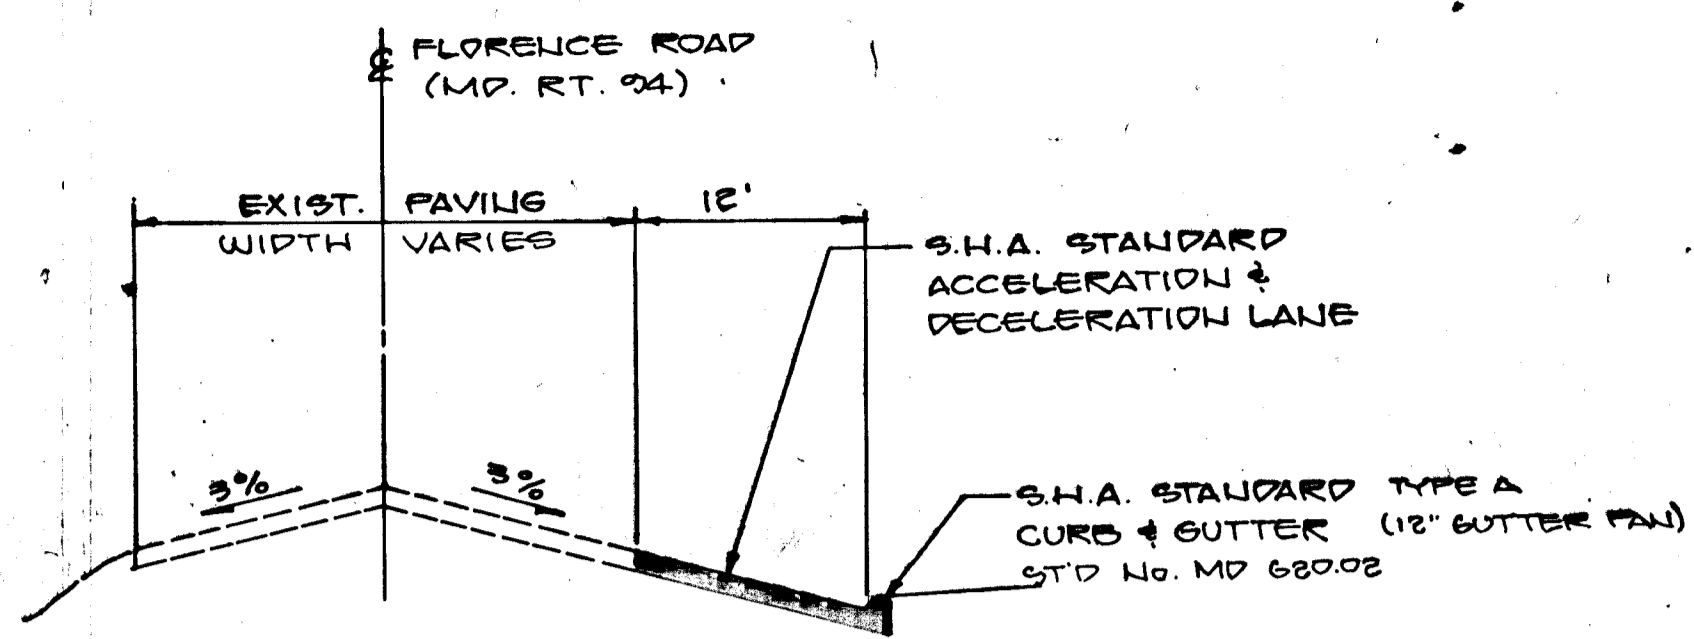 ℄ FLORENCE ROAD
(MD. RT. 94)
EXIST. PAVING
WIDTH VARIES
12'
S.H.A. STANDARD
ACCELERATION &
DECELERATION LANE
3%
3%
S.H.A. STANDARD TYPE A
CURB & GUTTER (12" GUTTER PAN)
ST'D No. MD 620.02